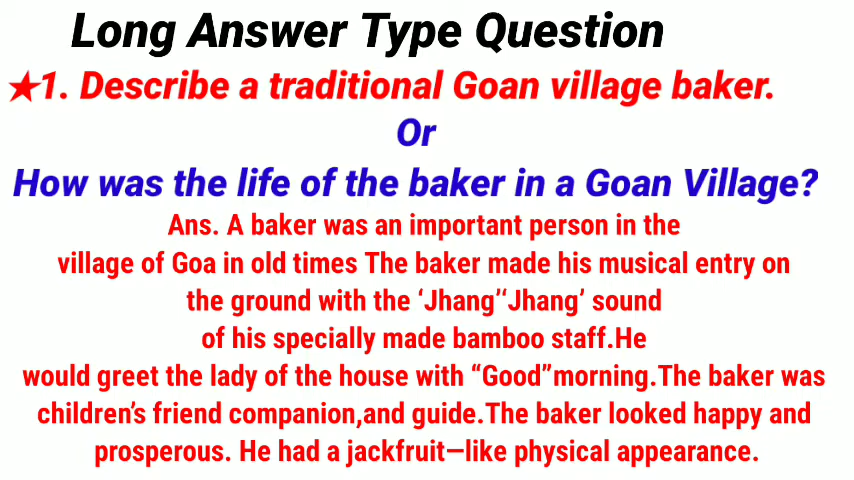 Long Answer Type Question
★1. Describe a traditional Goan village baker.
Or
How was the life of the baker in a Goan Village?
Ans. A baker was an important person in the
village of Goa in old times The baker made his musical entry on
the ground with the ‘Jhang’‘Jhang’ sound
of his specially made bamboo staff.He
would greet the lady of the house with “Good”morning.The baker was
children’s friend companion,and guide.The baker looked happy and
prosperous. He had a jackfruit—like physical appearance.